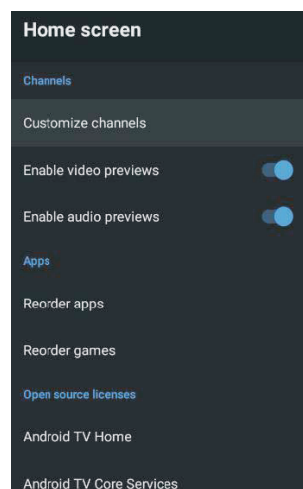 Home screen
Channels
Customize channels
Enable video previews
Enable audio previews
Apps
Reorder apps
Reorder games
Open source licenses
Android TV Home
Android TV Core Services